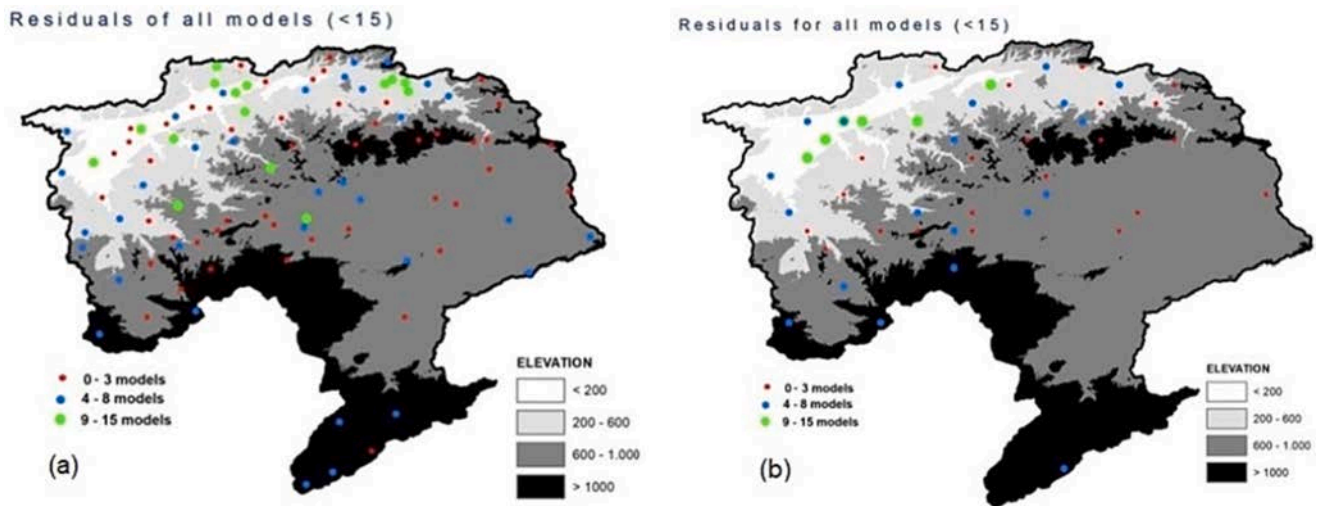 Residuals of all models (<15)
0 - 3 models
4 - 8 models
9 - 15 models
(a)
ELEVATION
< 200
200 - 600
600 - 1.000
> 1000
Residuals for all models (<15)
0 - 3 models
4 - 8 models
9 - 15 models
(b)
ELEVATION
< 200
200 - 600
600 - 1.000
> 1000